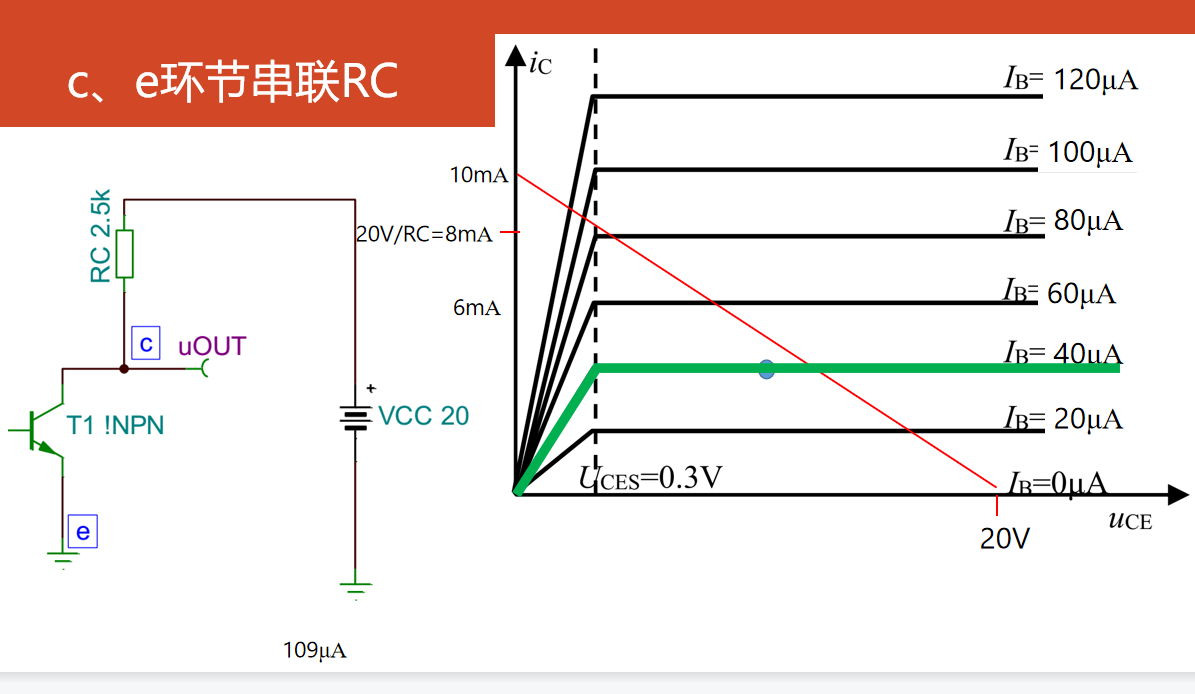 c、e环节串联RC
iC
IB= 120μA
IB= 100μA
10mA
IB= 80μA
20V/RC=8mA
RC 2.5k
IB= 60μA
6mA
c
uOUT
IB= 40μA
+
VCC 20
T1 !NPN
IB= 20μA
UCES=0.3V
IB=0μA
uCE
e
20V
109μA